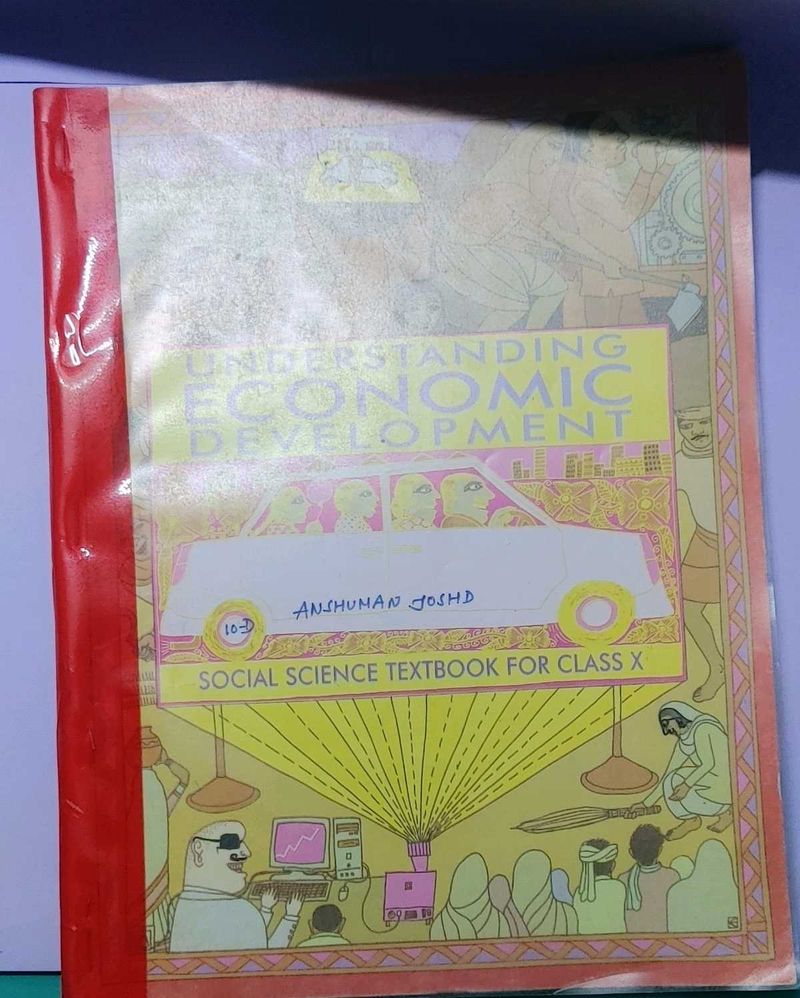 UNDERSTANDING
ECONOMIC
DEVELOPMENT
ANSHUMAN JOSHD
10-D
SOCIAL SCIENCE TEXTBOOK FOR CLASS X